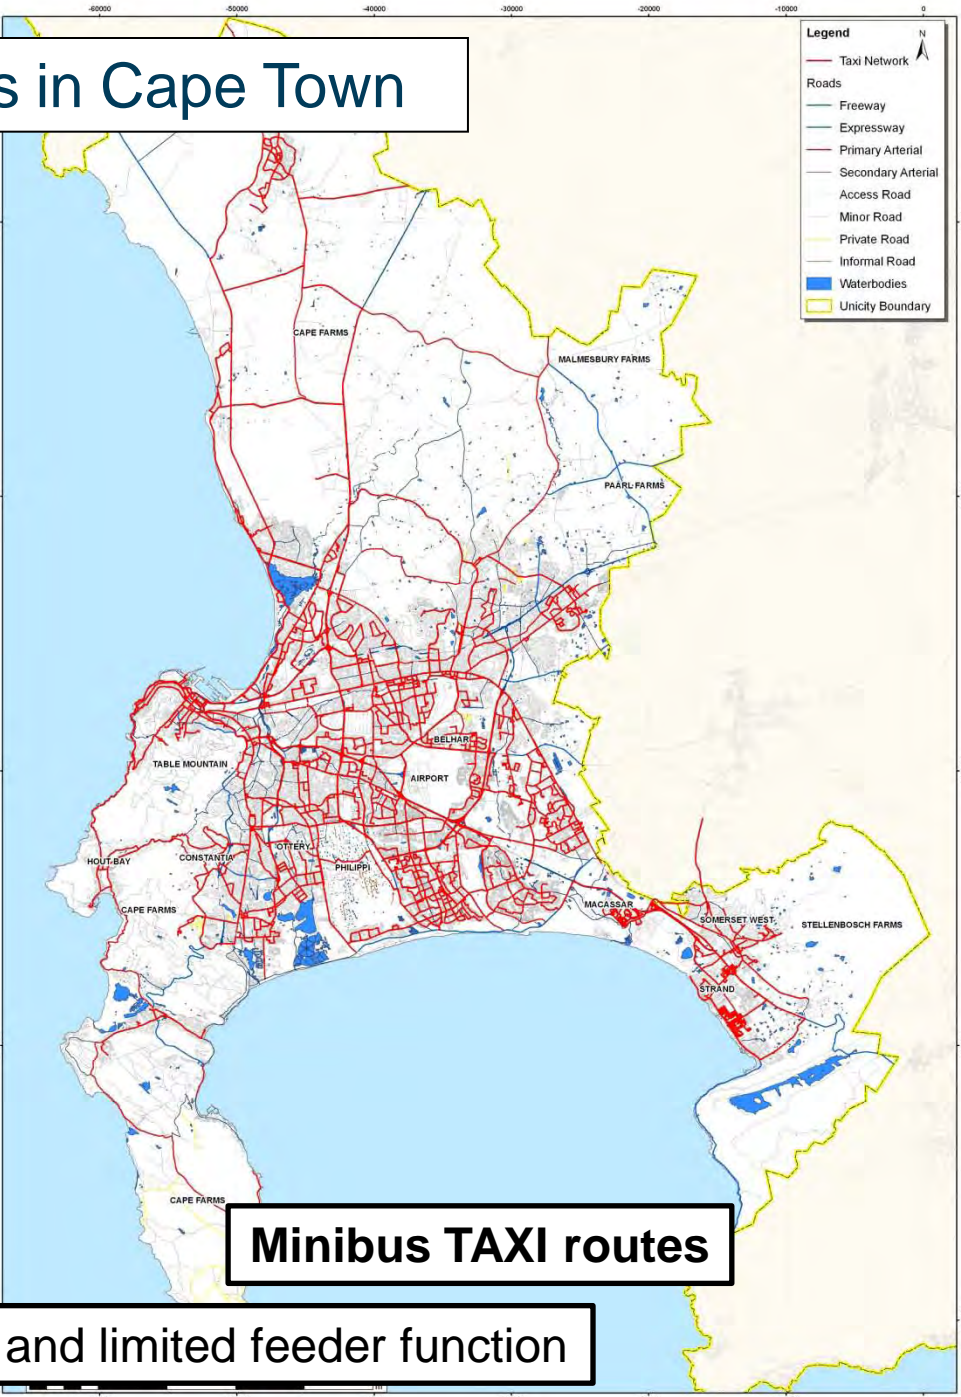 -60000 -50000 -40000 -30000 -20000 -10000 0
s in Cape Town
Legend
N
Taxi Network
Roads
Freeway
Expressway
Primary Arterial
Secondary Arterial
Access Road
Minor Road
Private Road
Informal Road
Waterbodies
Unicity Boundary
CAPE FARMS
MALMESBURY FARMS
PAARL FARMS
BELHAR
TABLE MOUNTAIN
AIRPORT
OTTERY
HOUT BAY
CONSTANTIA
PHILIPPI
CAPE FARMS
MACASSAR
SOMERSET WEST
STELLENBOSCH FARMS
STRAND
CAPE FARMS
Minibus TAXI routes
and limited feeder function